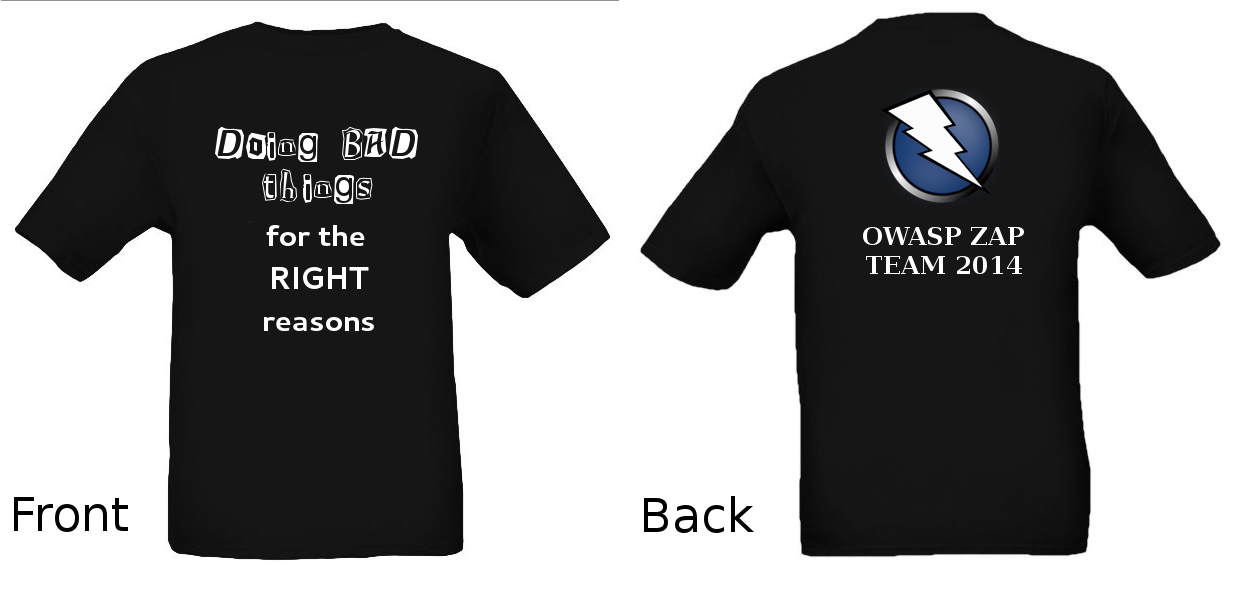 Doing BAD
things
for the
RIGHT
reasons
Front
OWASP ZAP
TEAM 2014
Back